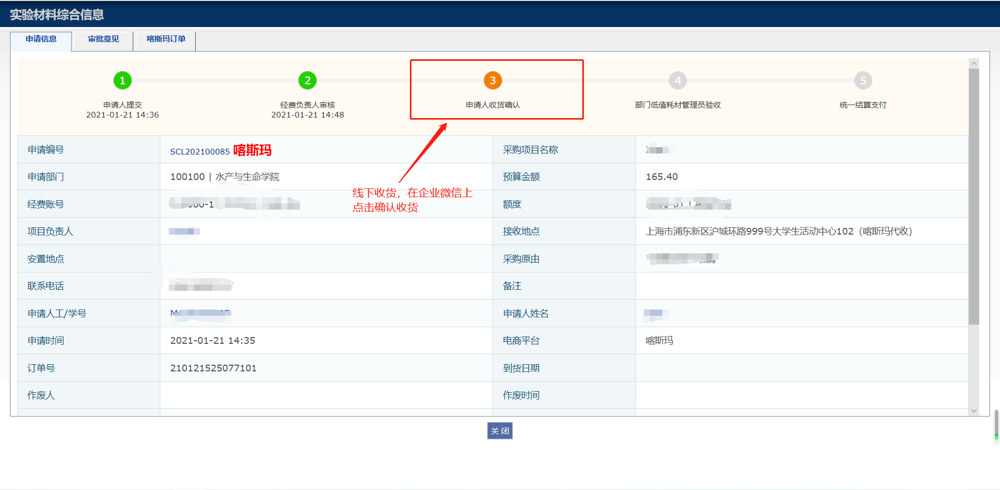 实验材料综合信息
申请信息 审批意见 喀斯玛订单
1 2 3 4 5
申请人提交 经费负责人审核 申请人收货确认 部门低值耗材管理员验收 统一结算支付
2021-01-21 14:36 2021-01-21 14:48
申请编号 SCL202100085 喀斯玛 采购项目名称
申请部门 100100 | 水产与生命学院 预算金额 165.40
线下收货，在企业微信上
点击确认收货
经费账号 额度
项目负责人 接收地点 上海市浦东新区沪城环路999号大学生活动中心102（喀斯玛代收）
安置地点 采购原由
联系电话 备注
申请人工/学号 申请人姓名
申请时间 2021-01-21 14:35 电商平台 喀斯玛
订单号 210121525077101 到货日期
作废人 作废时间
关 闭